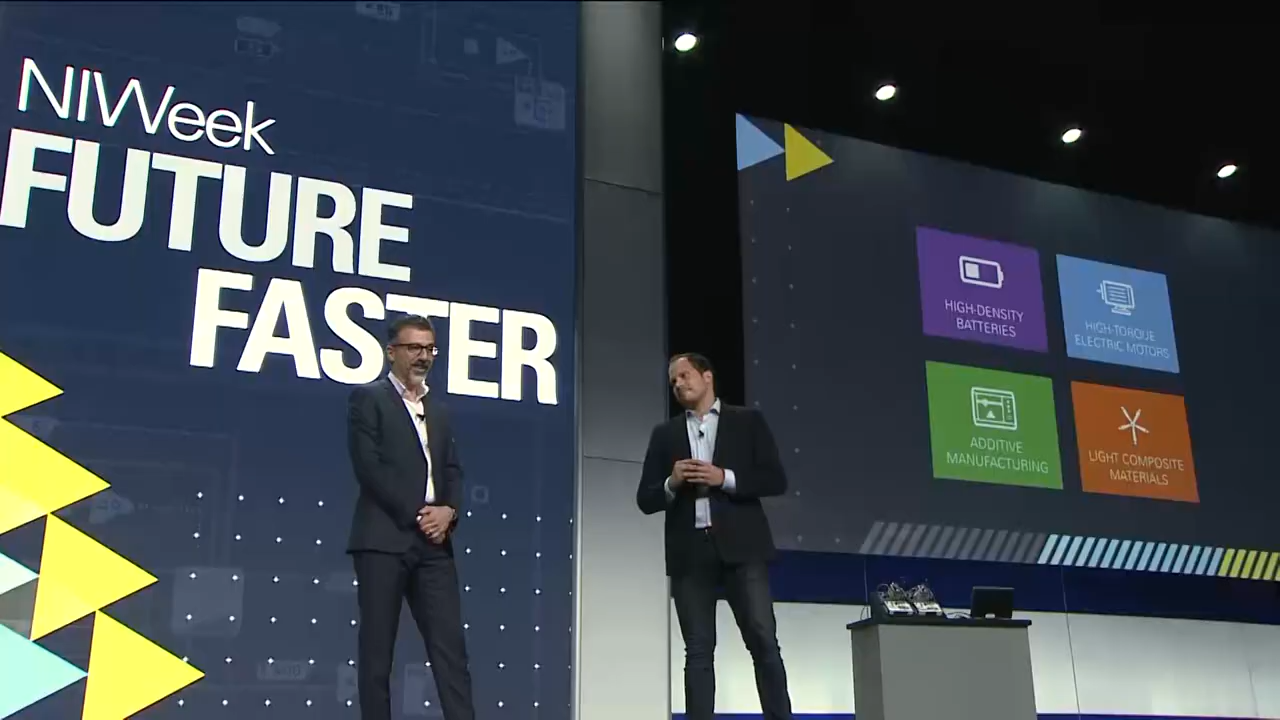 NIWeek
FUTURE
FASTER
HIGH-DENSITY
BATTERIES
HIGH-TORQUE
ELECTRIC MOTORS
ADDITIVE
MANUFACTURING
LIGHT COMPOSITE
MATERIALS